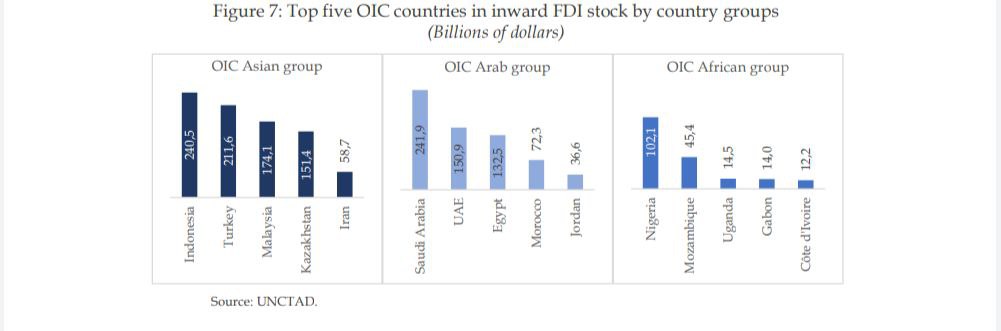 Figure 7: Top five OIC countries in inward FDI stock by country groups
(Billions of dollars)
OIC Asian group
240,5
211,6
174,1
151,4
58,7
Indonesia
Turkey
Malaysia
Kazakhstan
Iran
OIC Arab group
241,9
150,9
132,5
72,3
36,6
Saudi Arabia
UAE
Egypt
Morocco
Jordan
OIC African group
102,1
45,4
14,5
14,0
12,2
Nigeria
Mozambique
Uganda
Gabon
Côte d'Ivoire
Source: UNCTAD.